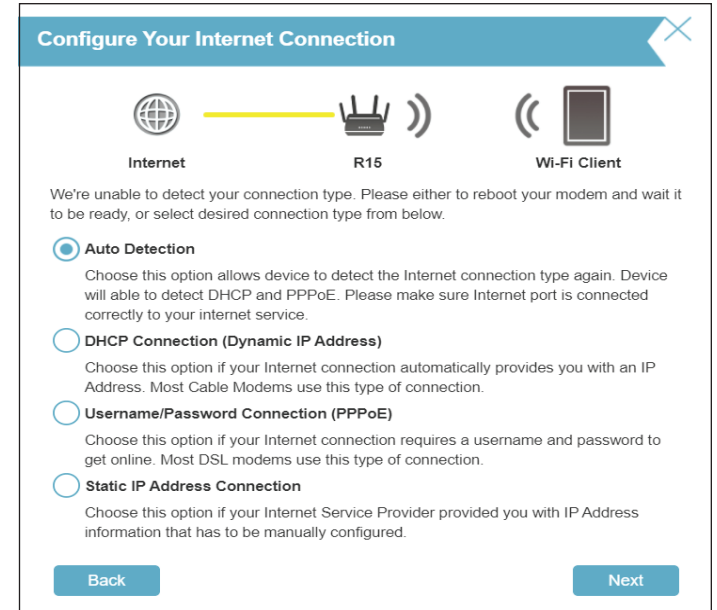 Configure Your Internet Connection
Internet
R15
Wi-Fi Client
We're unable to detect your connection type. Please either to reboot your modem and wait it
to be ready, or select desired connection type from below.
Auto Detection
Choose this option allows device to detect the Internet connection type again. Device
will able to detect DHCP and PPPoE. Please make sure Internet port is connected
correctly to your internet service.
DHCP Connection (Dynamic IP Address)
Choose this option if your Internet connection automatically provides you with an IP
Address. Most Cable Modems use this type of connection.
Username/Password Connection (PPPoE)
Choose this option if your Internet connection requires a username and password to
get online. Most DSL modems use this type of connection.
Static IP Address Connection
Choose this option if your Internet Service Provider provided you with IP Address
information that has to be manually configured.
Back
Next